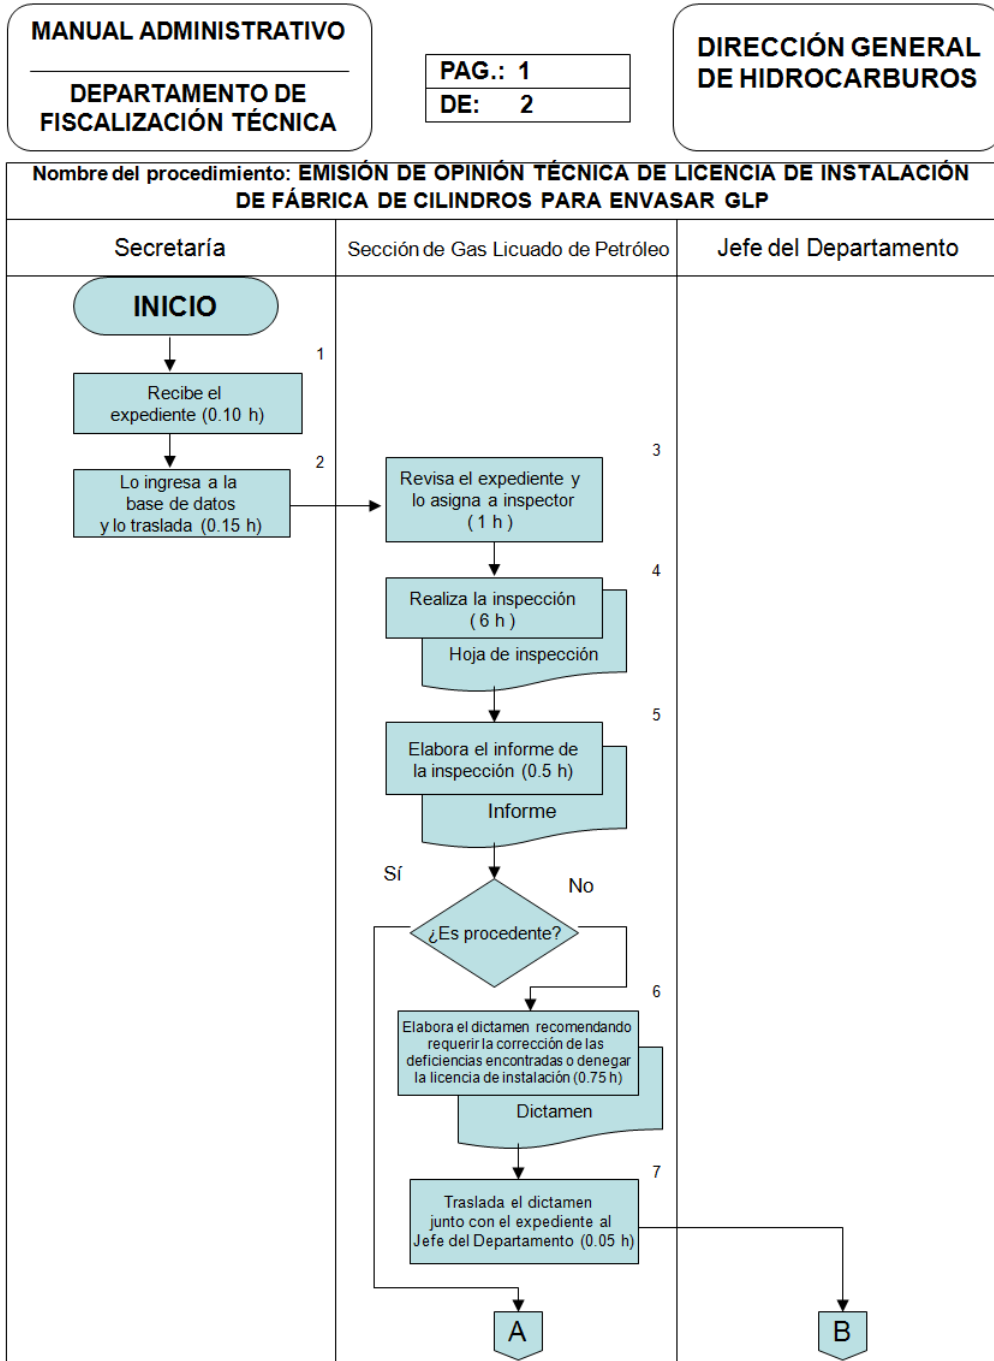 MANUAL ADMINISTRATIVO
DEPARTAMENTO DE
FISCALIZACIÓN TÉCNICA
PAG.: 1
DE: 2
DIRECCIÓN GENERAL
DE HIDROCARBUROS
Nombre del procedimiento: EMISIÓN DE OPINIÓN TÉCNICA DE LICENCIA DE INSTALACIÓN
DE FÁBRICA DE CILINDROS PARA ENVASAR GLP
Secretaría
Sección de Gas Licuado de Petróleo
Jefe del Departamento
INICIO
1
Recibe el
expediente (0.10 h)
2
Lo ingresa a la
base de datos
y lo traslada (0.15 h)
3
Revisa el expediente y
lo asigna a inspector
( 1 h )
4
Realiza la inspección
( 6 h )
Hoja de inspección
5
Elabora el informe de
la inspección (0.5 h)
Informe
Sí
No
¿Es procedente?
6
Elabora el dictamen recomendando
requerir la corrección de las
deficiencias encontradas o denegar
la licencia de instalación (0.75 h)
Dictamen
7
Traslada el dictamen
junto con el expediente al
Jefe del Departamento (0.05 h)
A
B